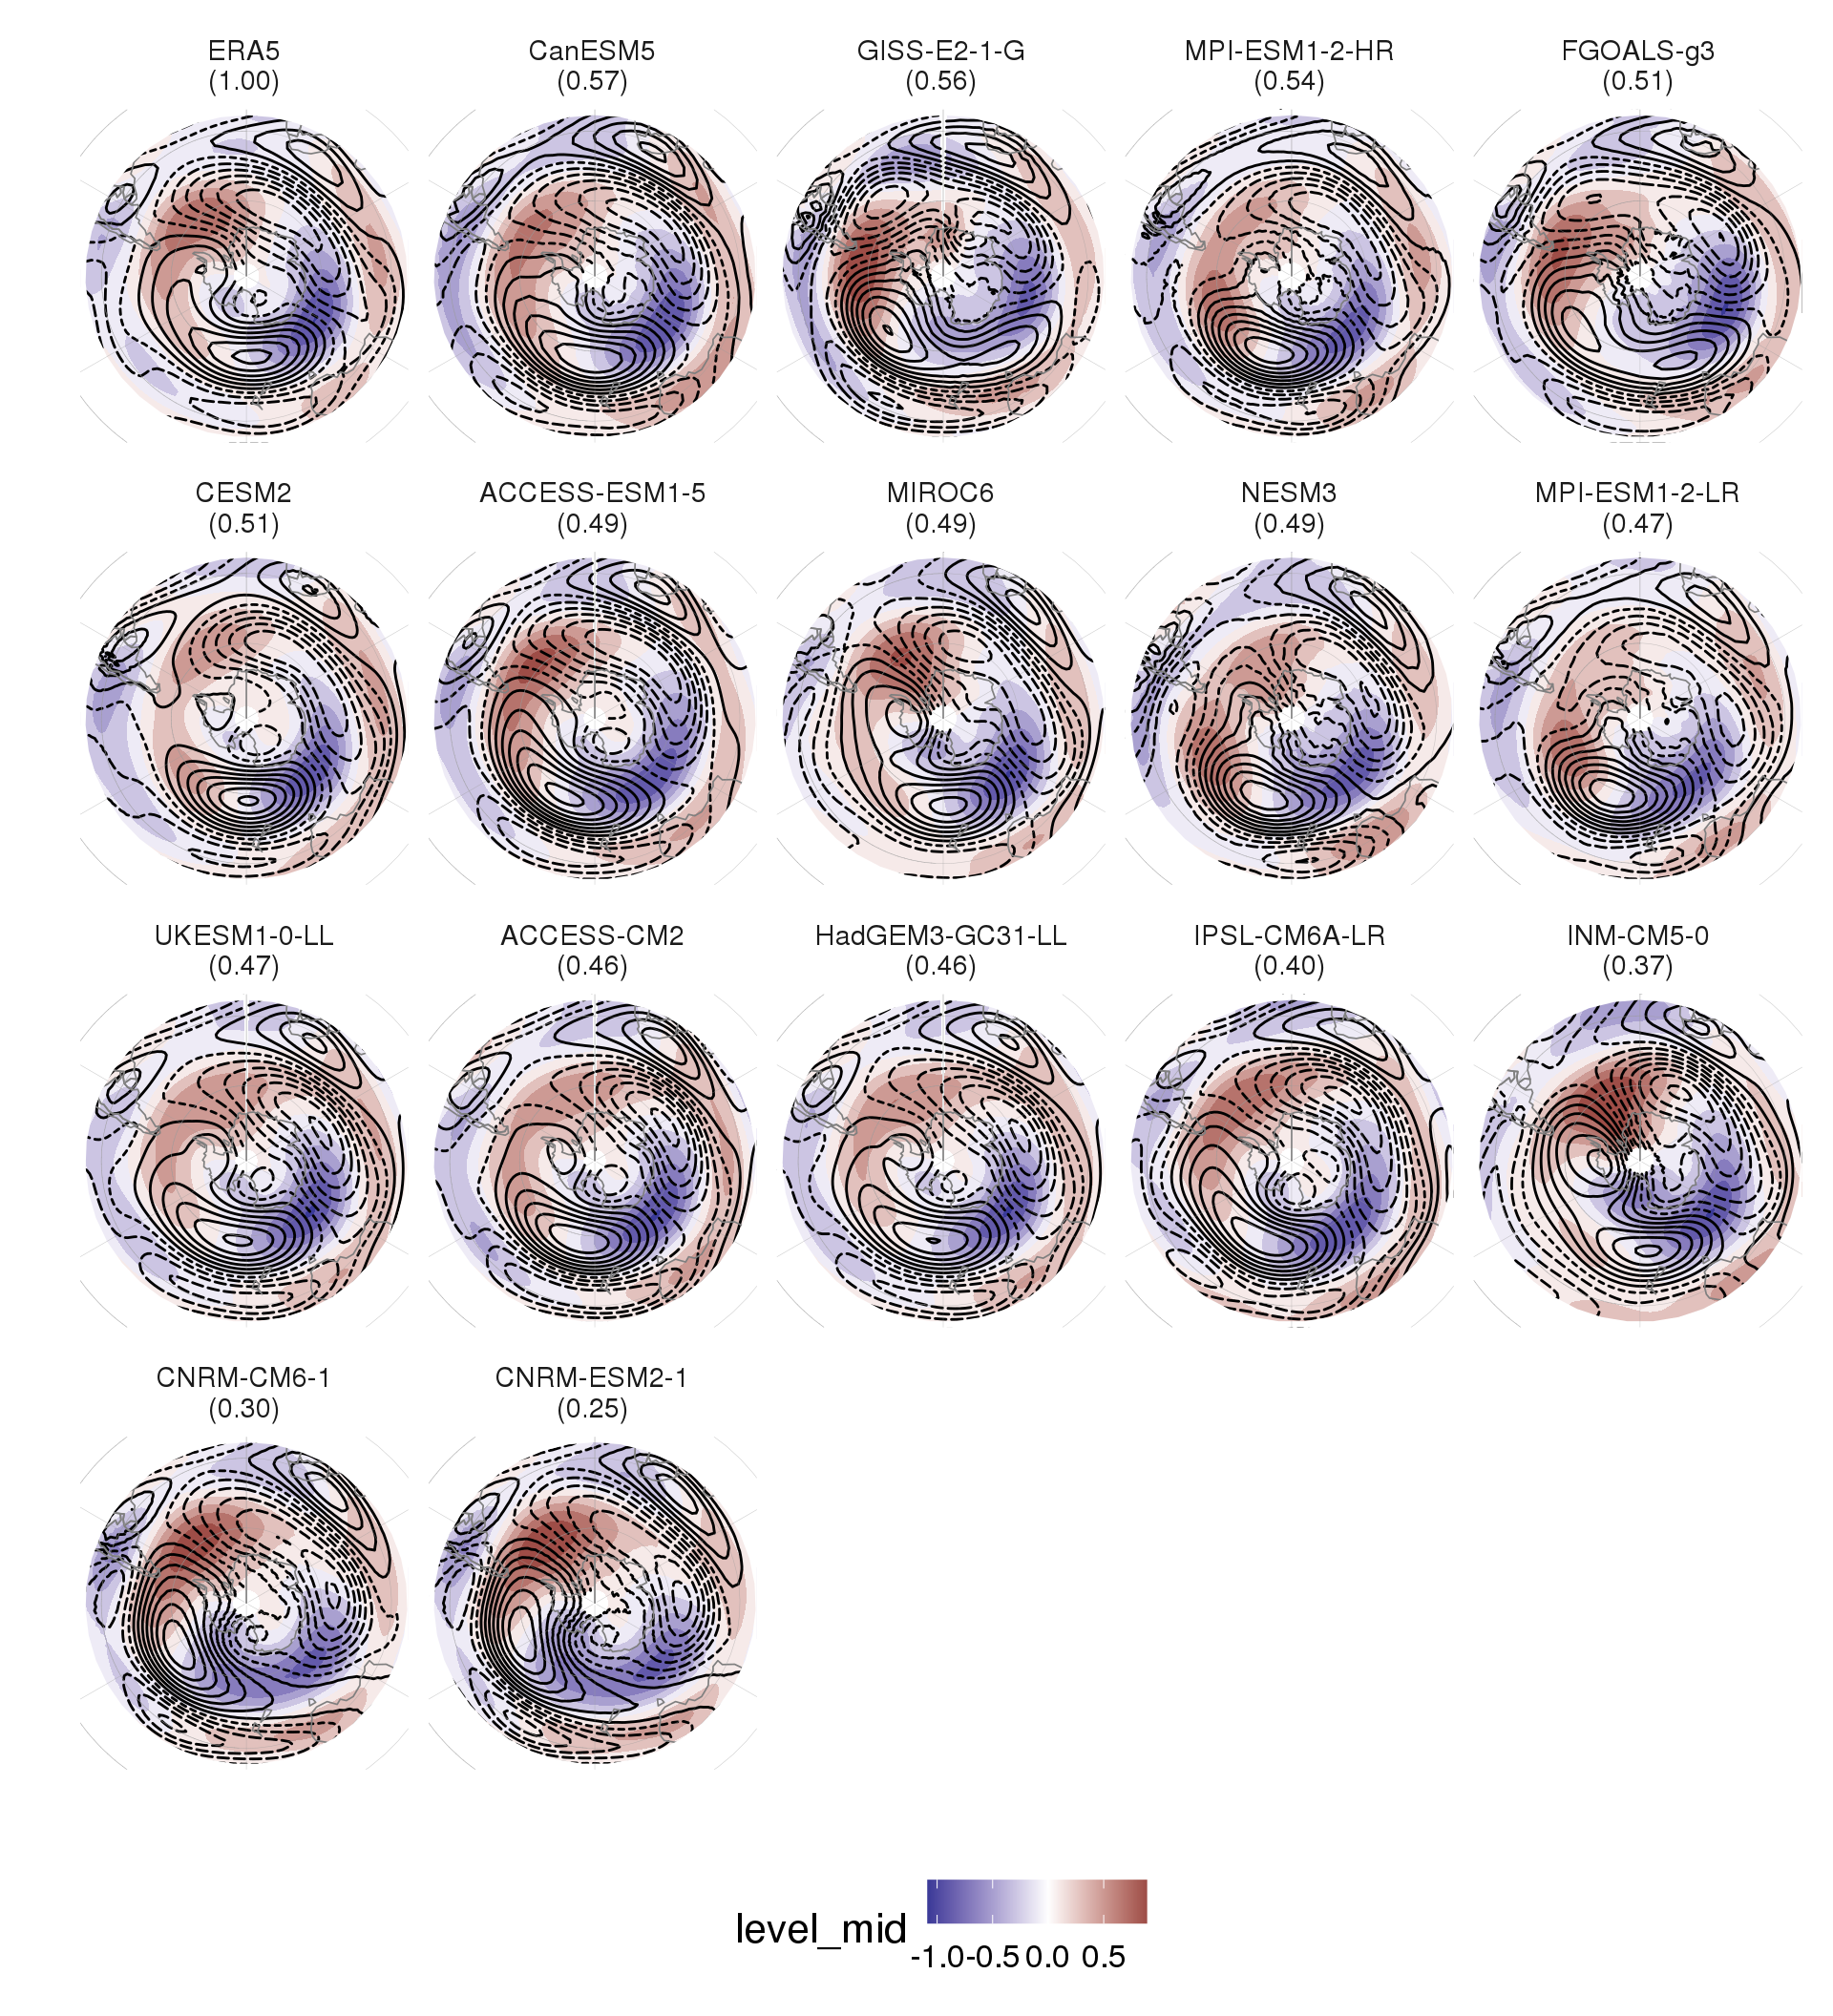 ERA5
(1.00)
CanESM5
(0.57)
GISS-E2-1-G
(0.56)
MPI-ESM1-2-HR
(0.54)
FGOALS-g3
(0.51)
CESM2
(0.51)
ACCESS-ESM1-5
(0.49)
MIROC6
(0.49)
NESM3
(0.49)
MPI-ESM1-2-LR
(0.47)
UKESM1-0-LL
(0.47)
ACCESS-CM2
(0.46)
HadGEM3-GC31-LL
(0.46)
IPSL-CM6A-LR
(0.40)
INM-CM5-0
(0.37)
CNRM-CM6-1
(0.30)
CNRM-ESM2-1
(0.25)
level_mid
-1.0 -0.5 0.0 0.5